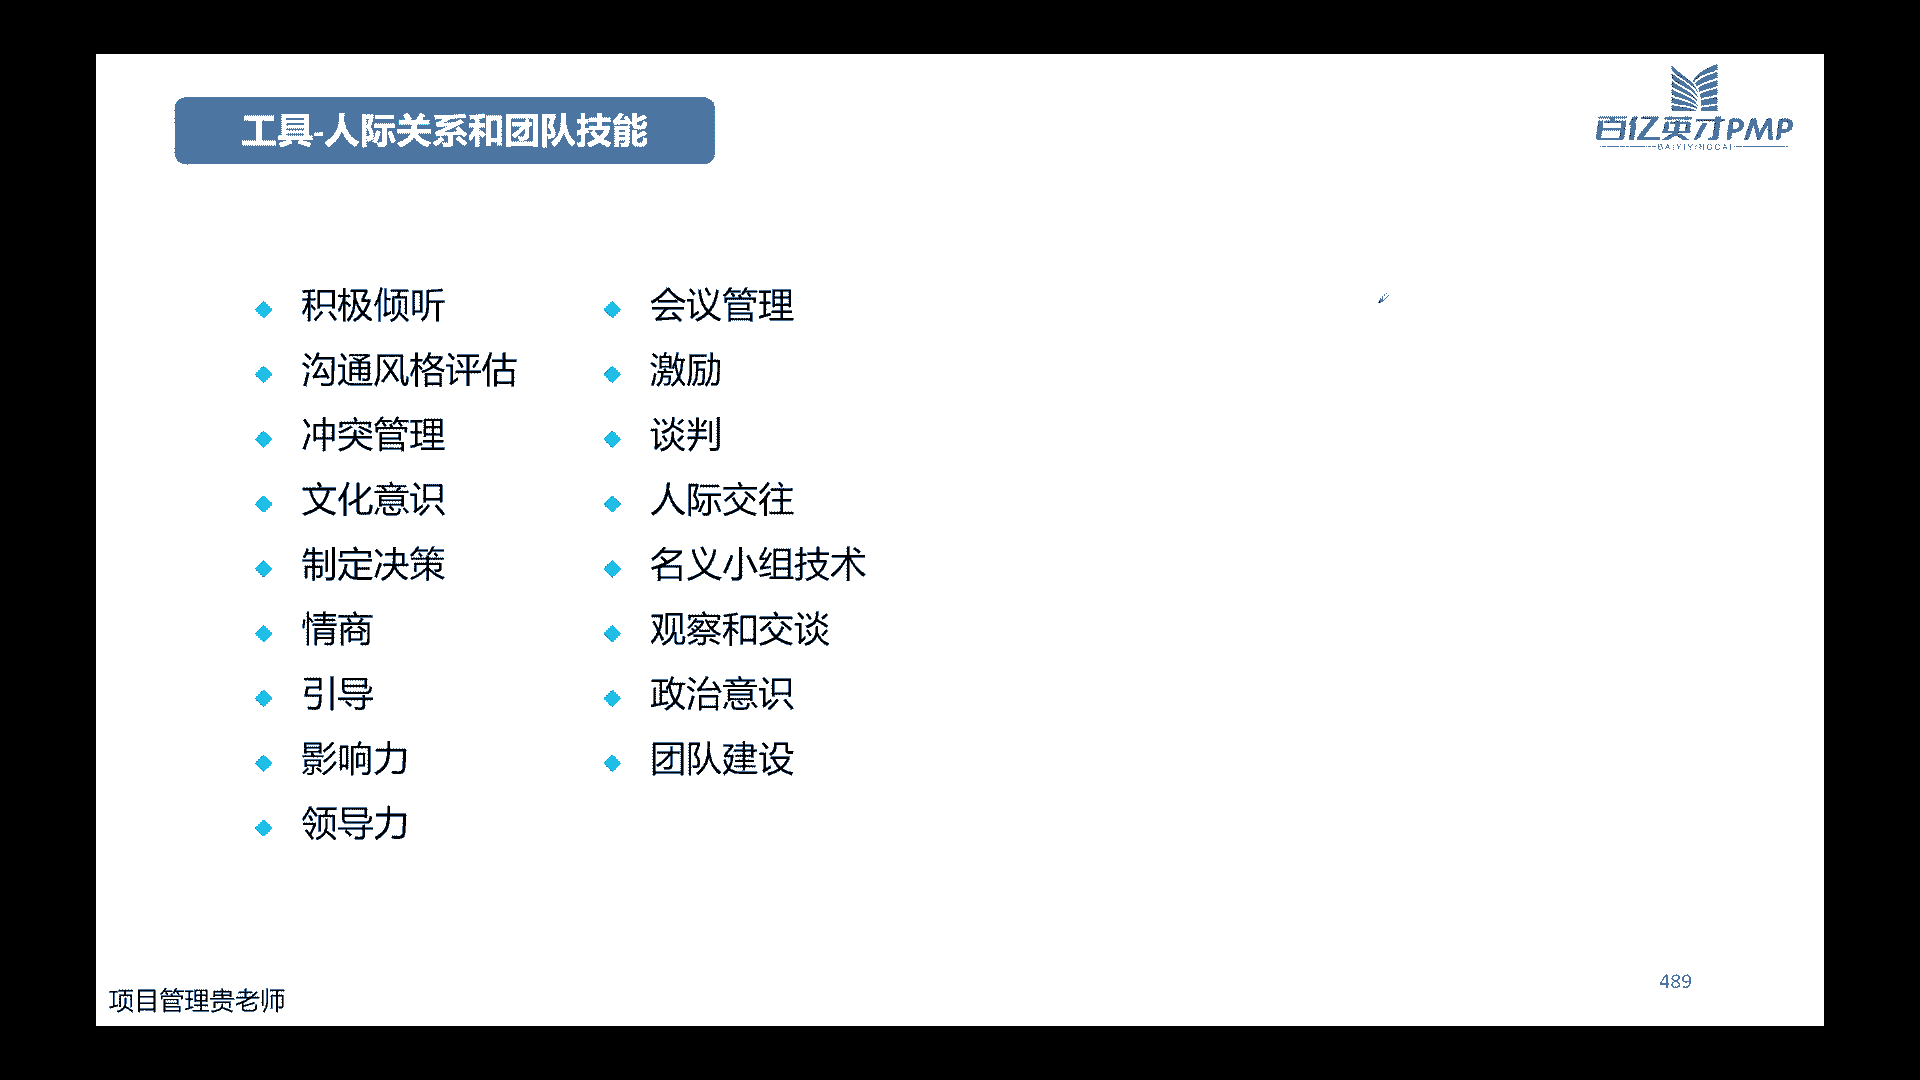 工具-人际关系和团队技能
百亿英才PMP
BAIYIYINGCAI
积极倾听
沟通风格评估
冲突管理
文化意识
制定决策
情商
引导
影响力
领导力
会议管理
激励
谈判
人际交往
名义小组技术
观察和交谈
政治意识
团队建设
489
项目管理贵老师